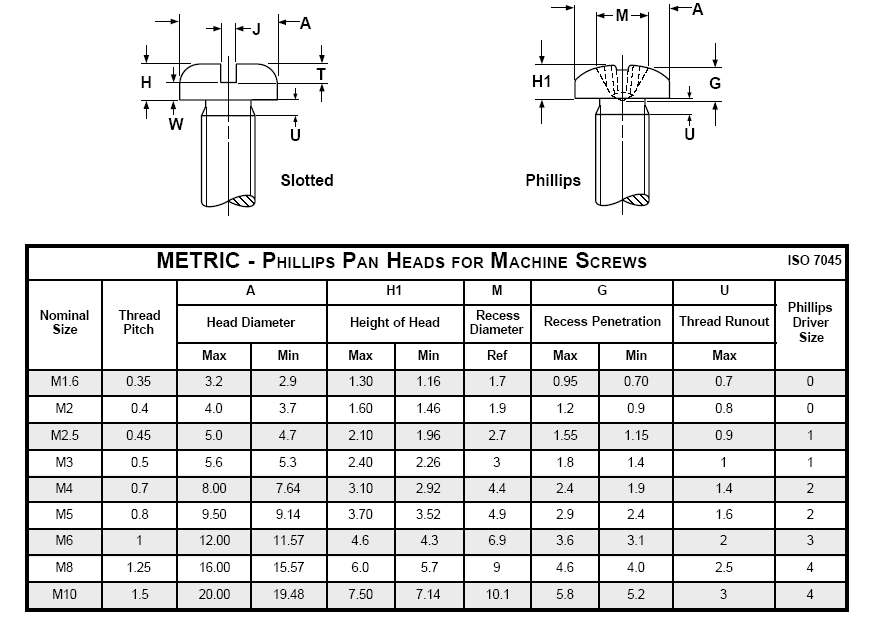 J A M A
H T H1 G
W U U
Slotted Phillips
METRIC - PHILLIPS PAN HEADS FOR MACHINE SCREWS ISO 7045
Nominal Size Thread Pitch A H1 M G U Phillips Driver Size
Head Diameter Height of Head Recess Diameter Recess Penetration Thread Runout
Max Min Max Min Ref Max Min Max
M1.6 0.35 3.2 2.9 1.30 1.16 1.7 0.95 0.70 0.7 0
M2 0.4 4.0 3.7 1.60 1.46 1.9 1.2 0.9 0.8 0
M2.5 0.45 5.0 4.7 2.10 1.96 2.7 1.55 1.15 0.9 1
M3 0.5 5.6 5.3 2.40 2.26 3 1.8 1.4 1 1
M4 0.7 8.00 7.64 3.10 2.92 4.4 2.4 1.9 1.4 2
M5 0.8 9.50 9.14 3.70 3.52 4.9 2.9 2.4 1.6 2
M6 1 12.00 11.57 4.6 4.3 6.9 3.6 3.1 2 3
M8 1.25 16.00 15.57 6.0 5.7 9 4.6 4.0 2.5 4
M10 1.5 20.00 19.48 7.50 7.14 10.1 5.8 5.2 3 4